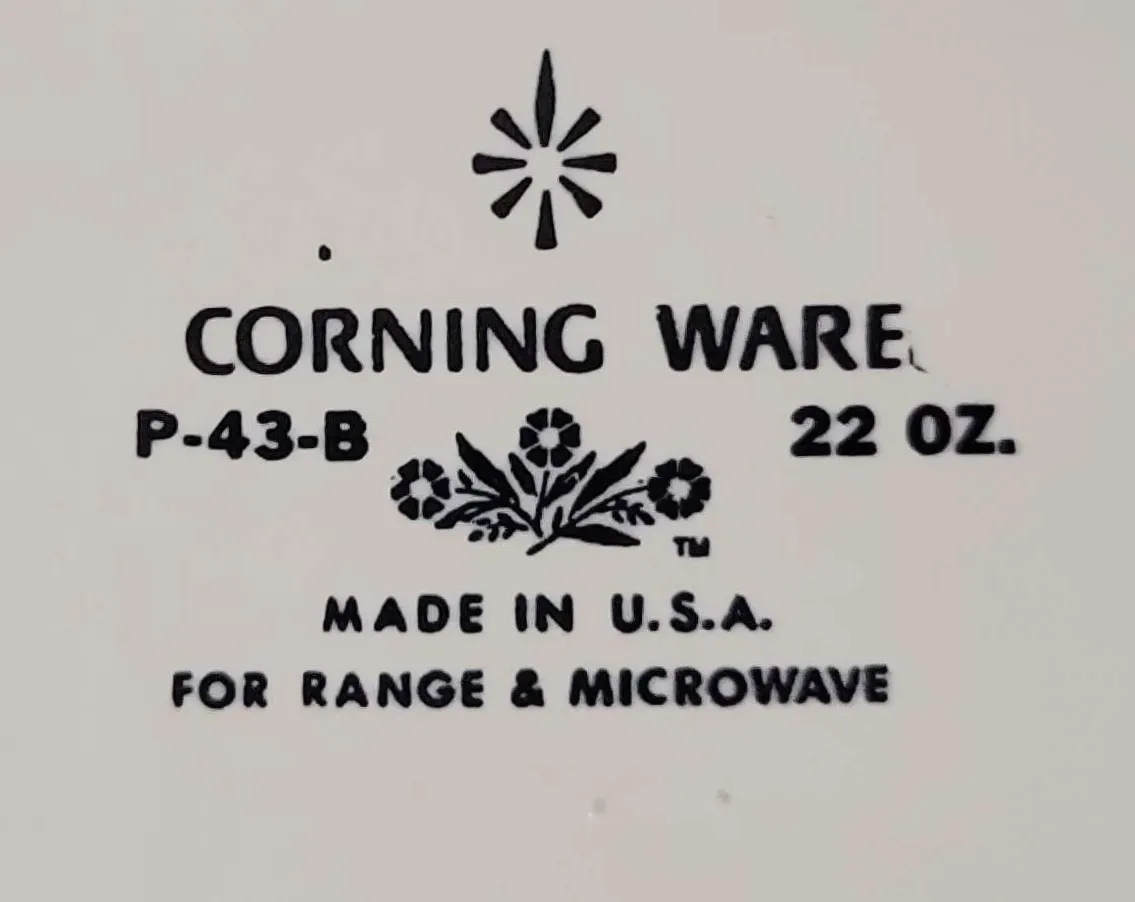 CORNING WARE
P-43-B 22 OZ.
TM
MADE IN U.S.A.
FOR RANGE & MICROWAVE